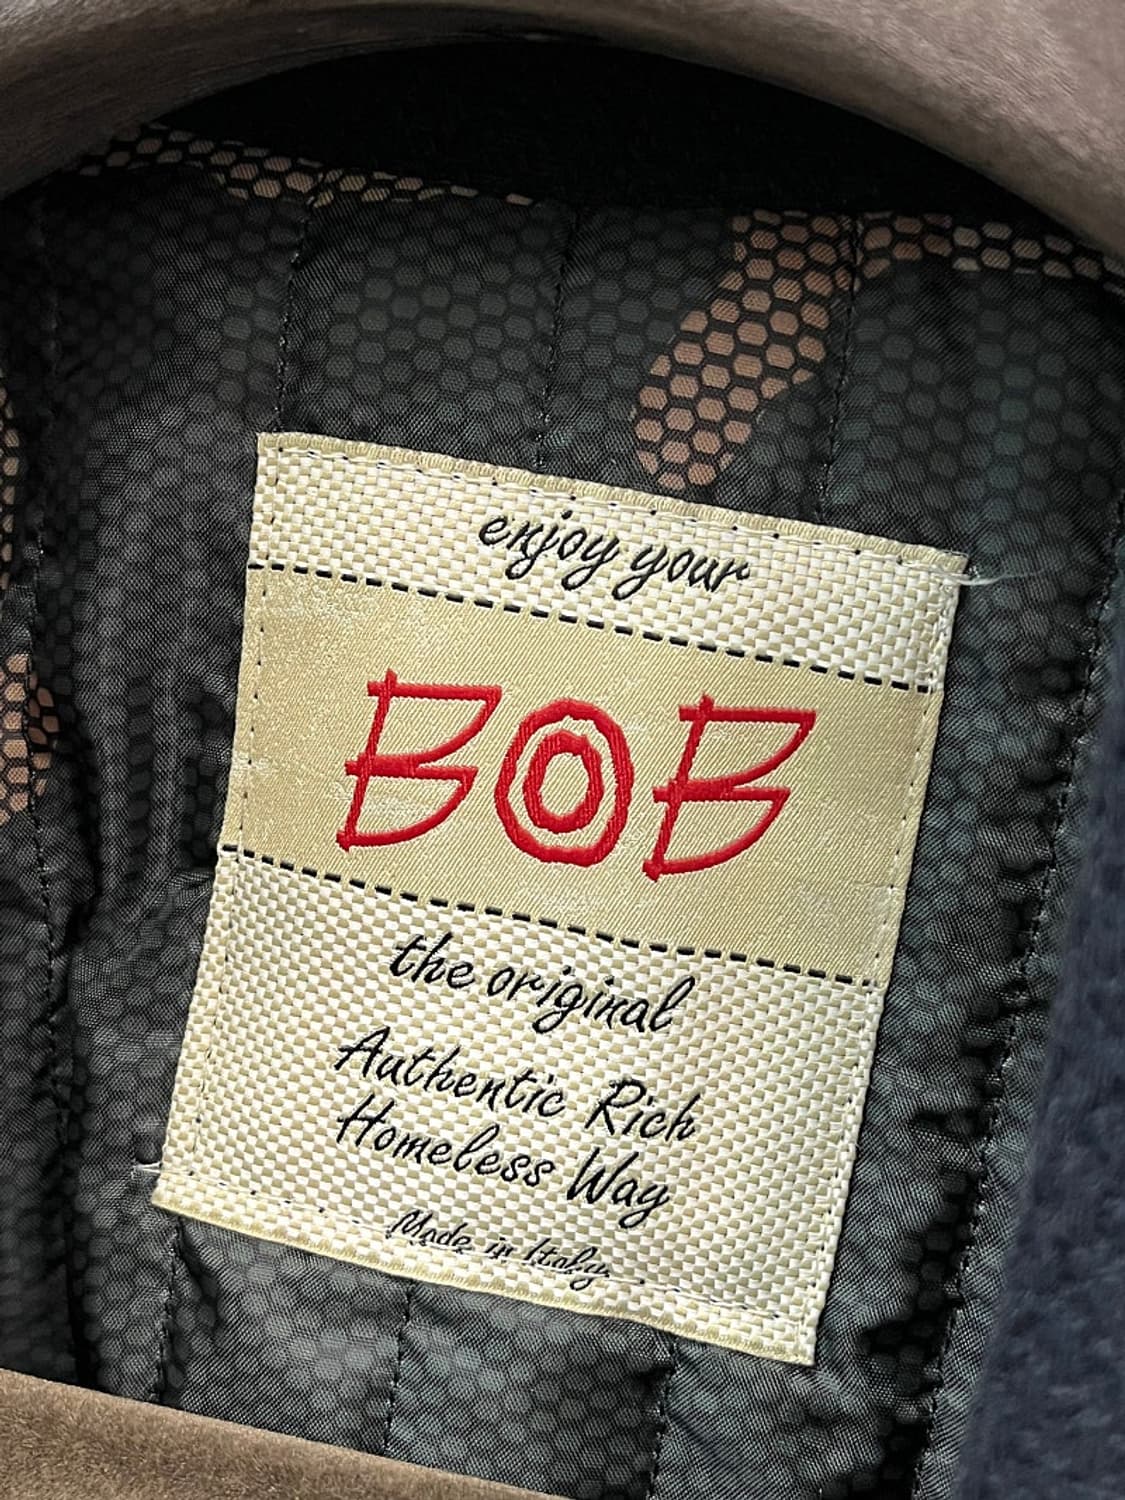 enjoy your
BOB
the original
Authentic Rich
Homeless Way
Made in Italy